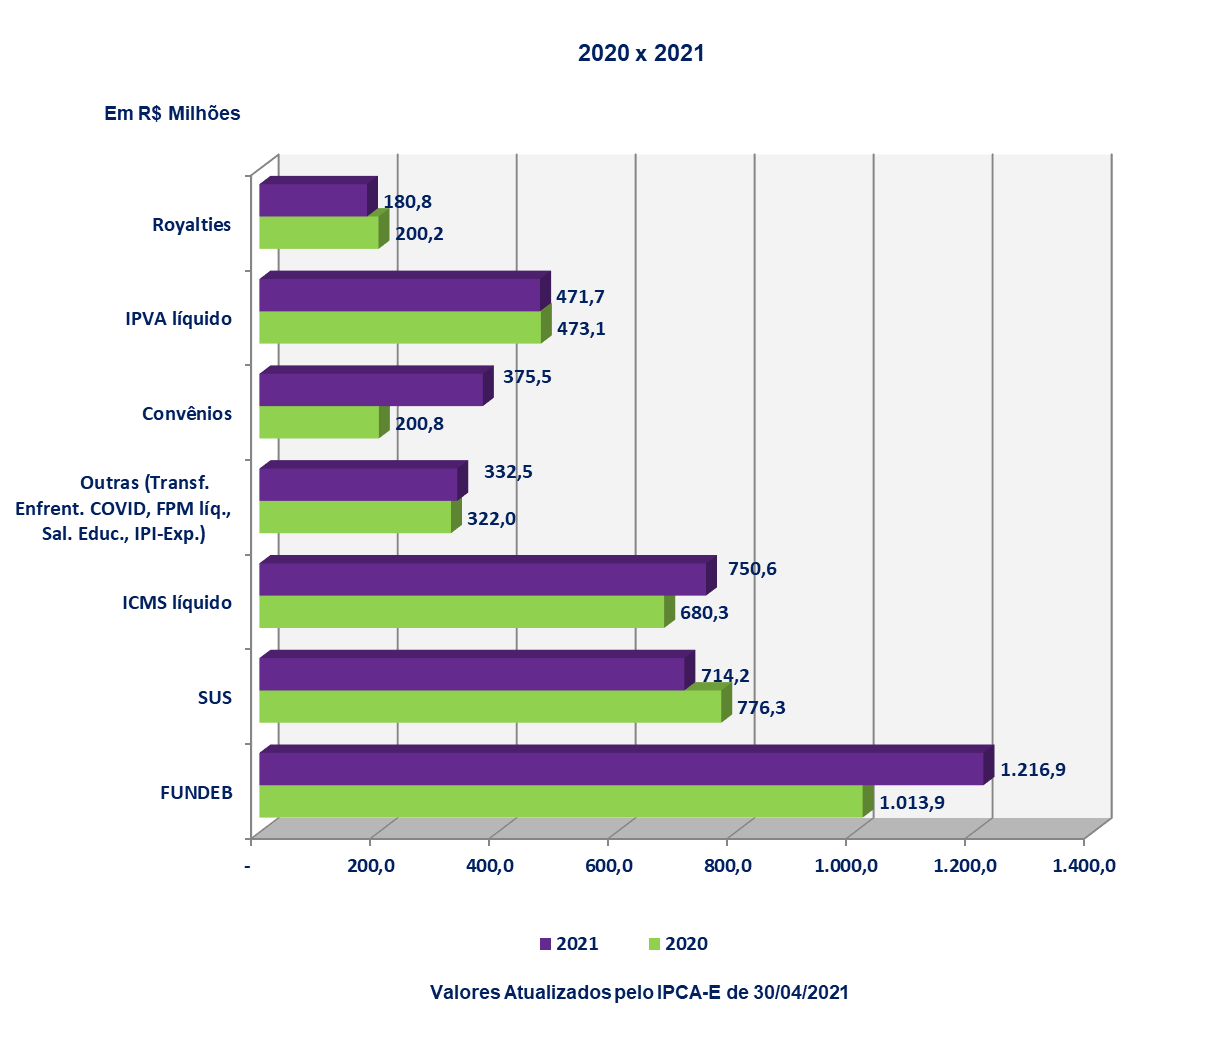 2020 x 2021
Em R$ Milhões
Royalties
180,8
200,2
IPVA líquido
471,7
473,1
Convênios
375,5
200,8
Outras (Transf.
Enfrent. COVID, FPM líq.,
Sal. Educ., IPI-Exp.)
332,5
322,0
ICMS líquido
750,6
680,3
SUS
714,2
776,3
FUNDEB
1.216,9
1.013,9
- 200,0 400,0 600,0 800,0 1.000,0 1.200,0 1.400,0
2021 2020
Valores Atualizados pelo IPCA-E de 30/04/2021